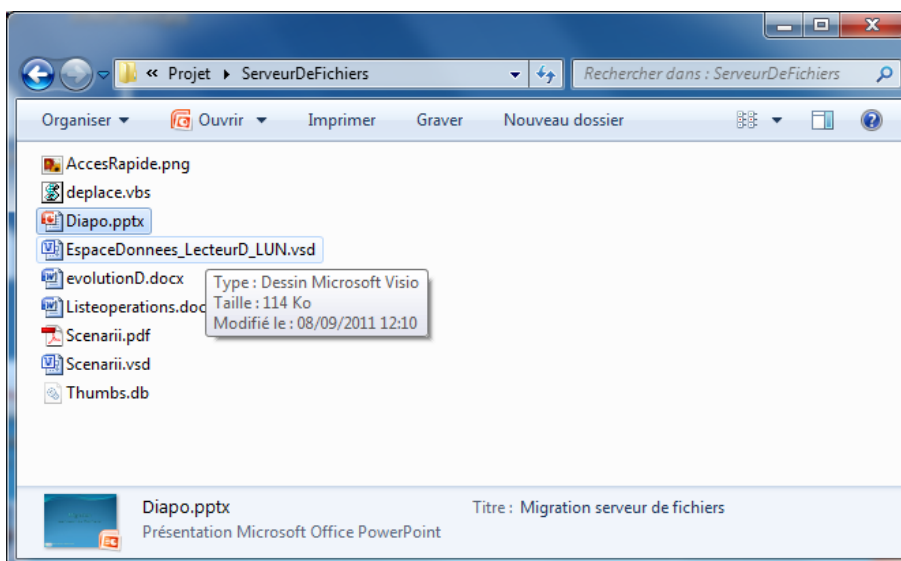 « Projet ▸ ServeurDeFichiers
Rechercher dans : ServeurDeFichiers
Organiser Ouvrir Imprimer Graver Nouveau dossier
AccesRapide.png
deplace.vbs
Diapo.pptx
EspaceDonnees_LecteurD_LUN.vsd
evolutionD.docx
Type : Dessin Microsoft Visio
Listeoperations.doc
Taille : 114 Ko
Modifié le : 08/09/2011 12:10
Scenarii.pdf
Scenarii.vsd
Thumbs.db
Diapo.pptx
Titre : Migration serveur de fichiers
Présentation Microsoft Office PowerPoint